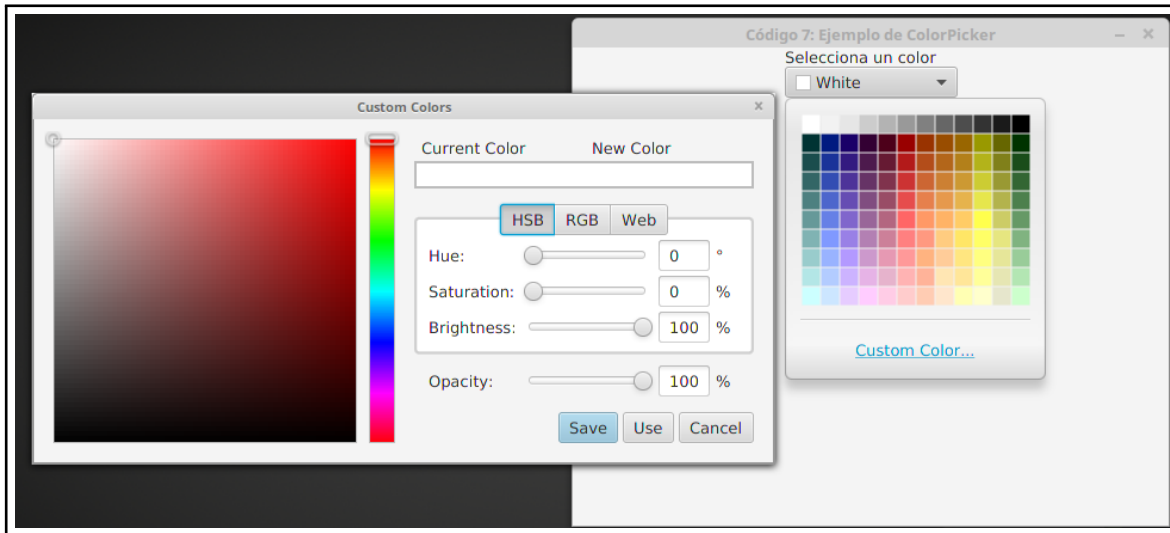 Código 7: Ejemplo de ColorPicker
Selecciona un color
White
Custom Colors
Current Color New Color
HSB RGB Web
Hue: 0 °
Saturation: 0 %
Brightness: 100 %
Opacity: 100 %
Save Use Cancel
Custom Color...